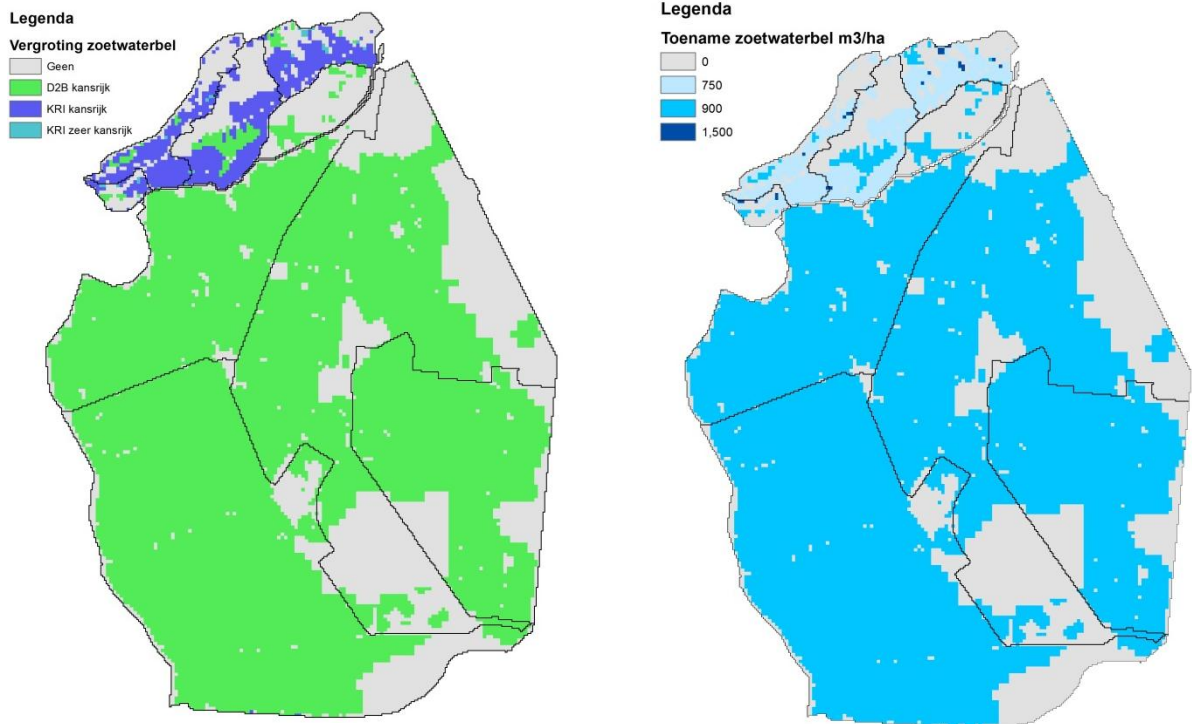 Legenda
Vergroting zoetwaterbel
Geen
D2B kansrijk
KRI kansrijk
KRI zeer kansrijk
Legenda
Toename zoetwaterbel m3/ha
0
750
900
1,500